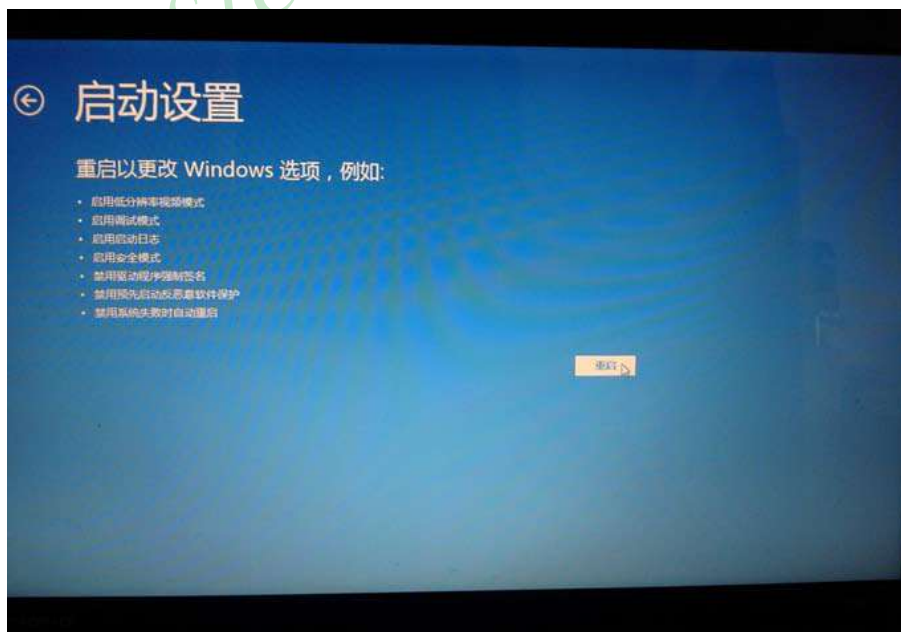 启动设置
重启以更改 Windows 选项，例如:
• 启用低分辨率视频模式
• 启用调试模式
• 启用启动日志
• 启用安全模式
• 禁用驱动程序强制签名
• 禁用预先启动反恶意软件保护
• 禁用系统失败时自动重启
重启